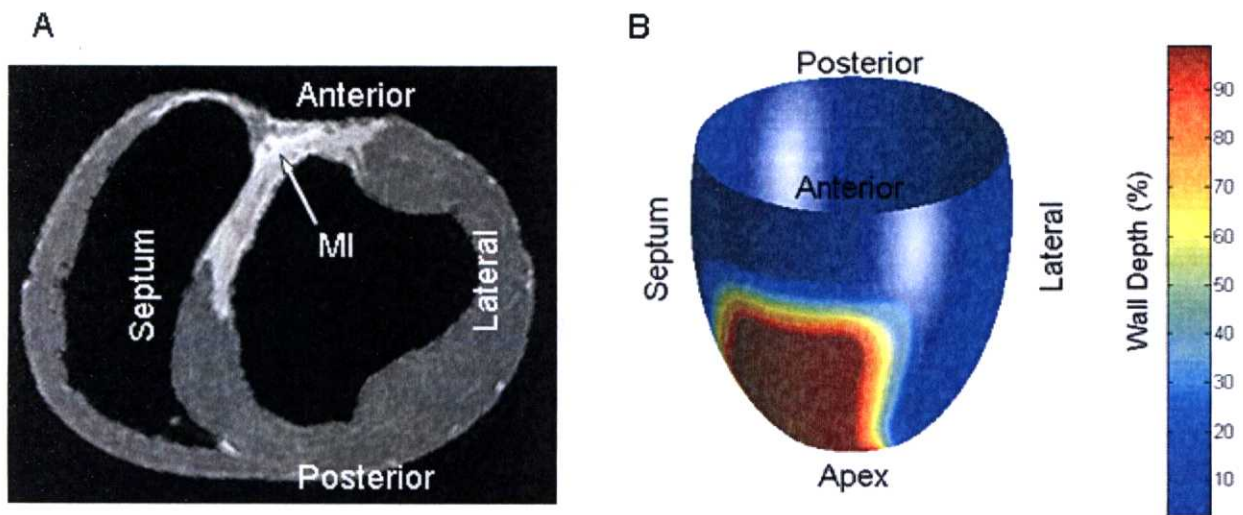 A
Anterior
MI
Septum
Lateral
Posterior
B
Posterior
Anterior
Septum
Lateral
Apex
Wall Depth (%)
90
80
70
60
50
40
30
20
10